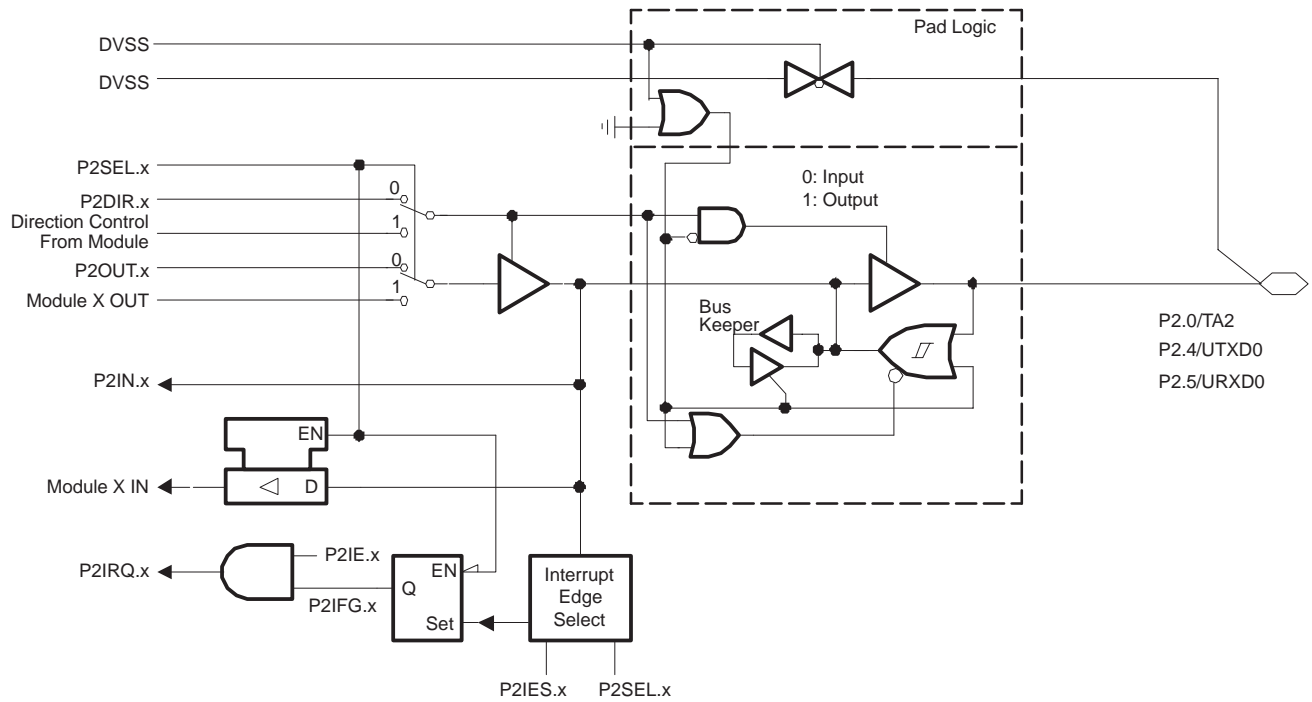 Pad Logic
DVSS
DVSS
P2SEL.x
0
P2DIR.x
0: Input
1: Output
Direction Control
From Module
1
P2OUT.x
0
Module X OUT
1
Bus
Keeper
P2.0/TA2
P2.4/UTXD0
P2.5/URXD0
P2IN.x
EN
Module X IN
D
P2IRQ.x
P2IE.x
P2IFG.x
EN
Q
Set
Interrupt
Edge
Select
P2IES.x
P2SEL.x